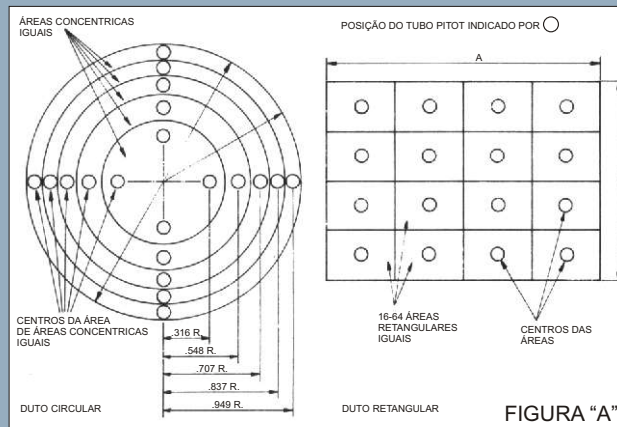 ÁREAS CONCENTRICAS
IGUAIS
POSIÇÃO DO TUBO PITOT INDICADO POR
A
CENTROS DA ÁREA
DE ÁREAS CONCENTRICAS
IGUAIS
.316 R.
.548 R.
.707 R.
.837 R.
.949 R.
DUTO CIRCULAR
16-64 ÁREAS
RETANGULARES
IGUAIS
CENTROS DAS
ÁREAS
DUTO RETANGULAR
FIGURA “A”